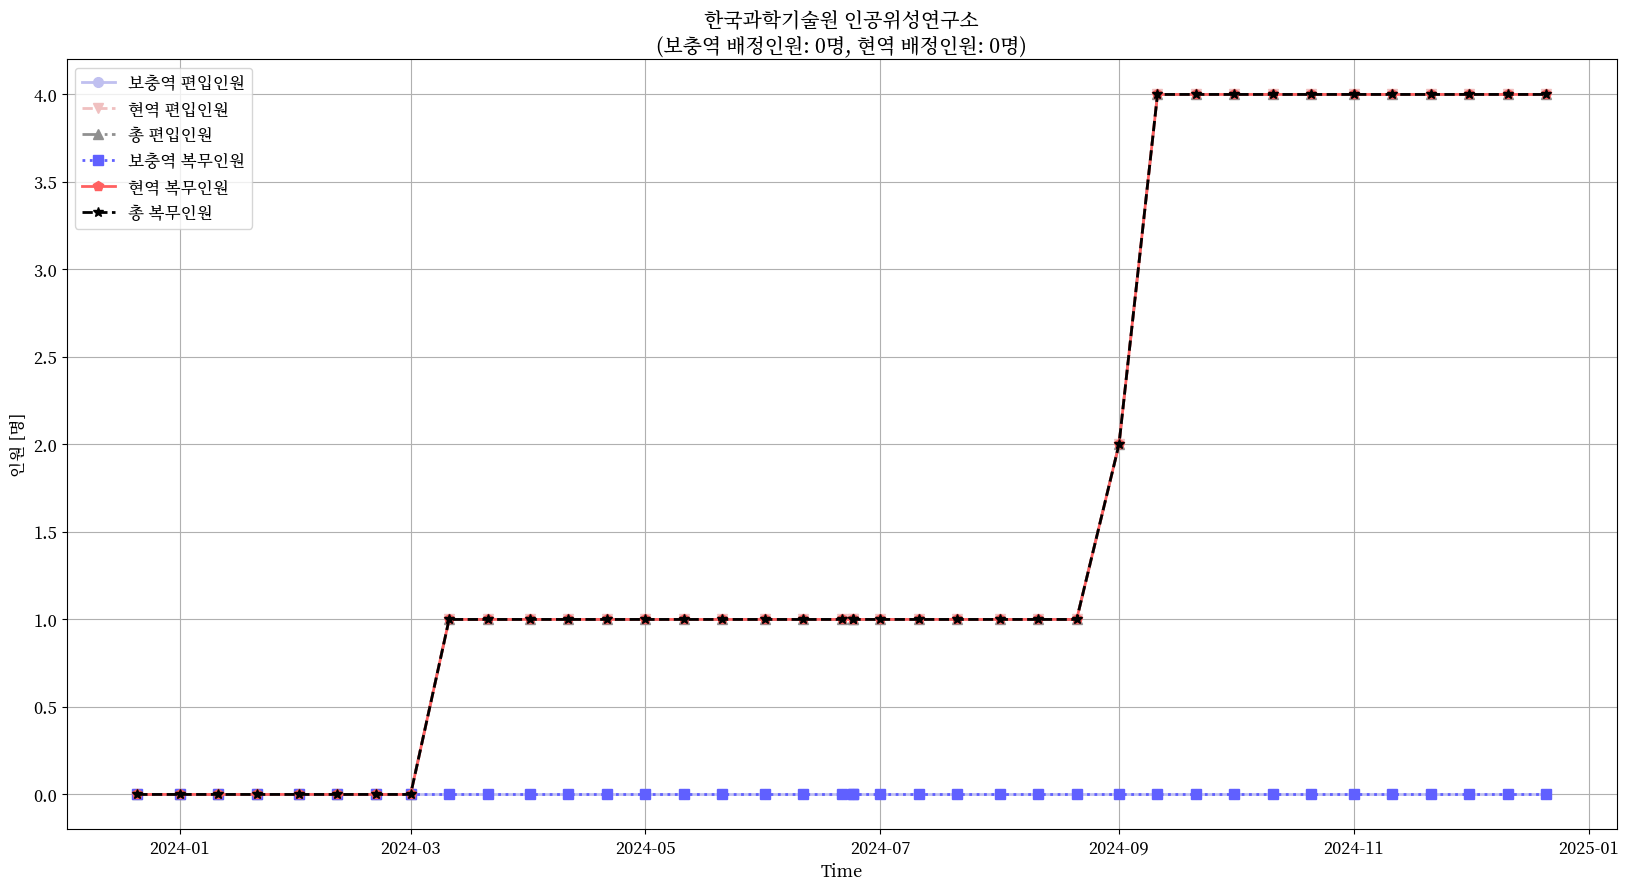 한국과학기술원 인공위성연구소
(보충역 배정인원: 0명, 현역 배정인원: 0명)
보충역 편입인원
현역 편입인원
총 편입인원
보충역 복무인원
현역 복무인원
총 복무인원
4.0
3.5
3.0
2.5
2.0
1.5
1.0
0.5
0.0
인원 [명]
2024-01 2024-03 2024-05 2024-07 2024-09 2024-11 2025-01
Time